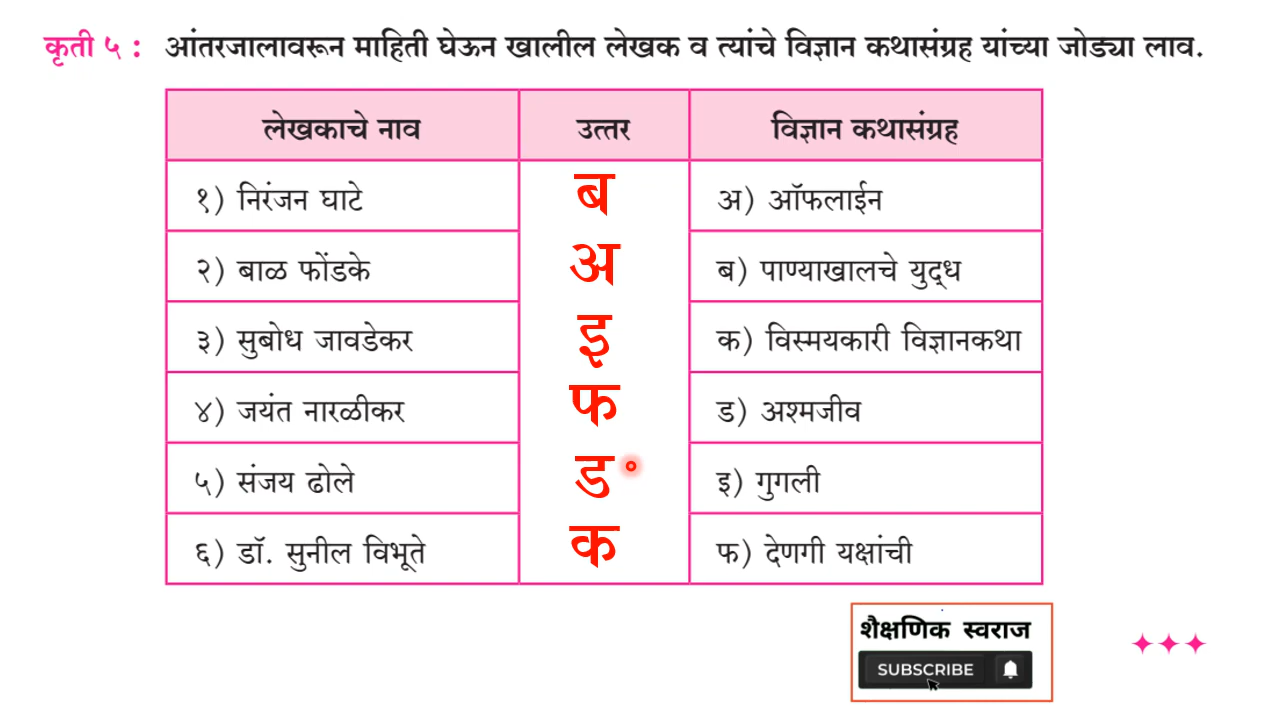 कृती ५ : आंतरजालावरून माहिती घेऊन खालील लेखक व त्यांचे विज्ञान कथासंग्रह यांच्या जोड्या लाव.
लेखकाचे नाव उत्तर विज्ञान कथासंग्रह
१) निरंजन घाटे ब अ) ऑफलाईन
२) बाळ फोंडके अ ब) पाण्याखालचे युद्ध
३) सुबोध जावडेकर इ क) विस्मयकारी विज्ञानकथा
४) जयंत नारळीकर फ ड) अश्मजीव
५) संजय ढोले ड इ) गुगली
६) डॉ. सुनील विभूते क फ) देणगी यक्षांची
शैक्षणिक स्वराज
SUBSCRIBE